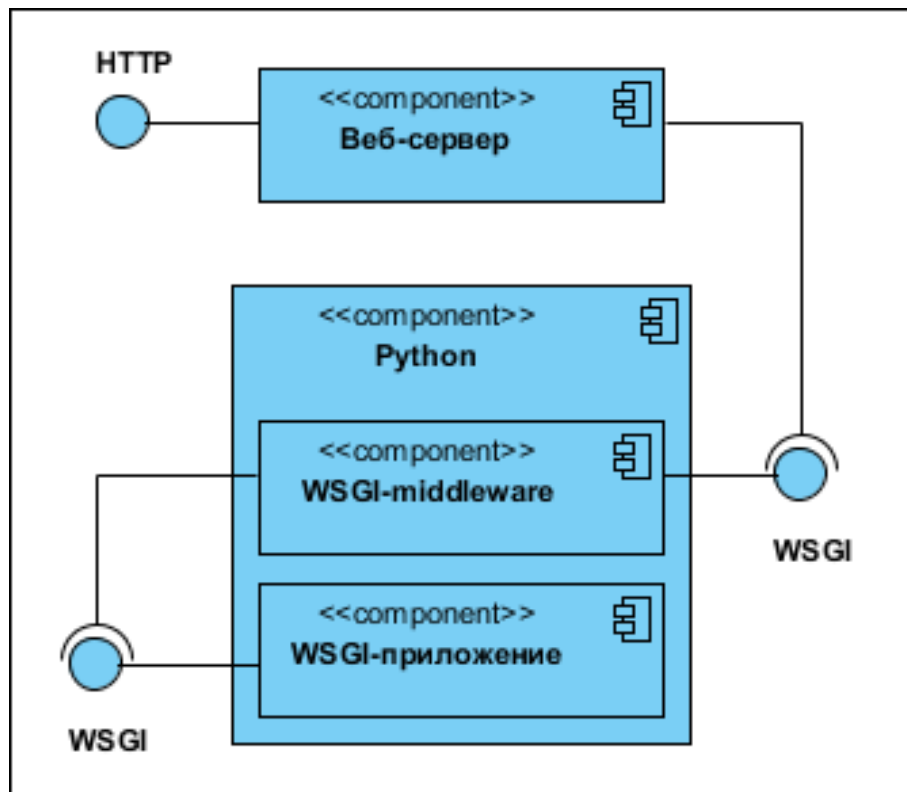 HTTP
<<component>>
Веб-сервер
<<component>>
Python
<<component>>
WSGI-middleware
WSGI
<<component>>
WSGI-приложение
WSGI